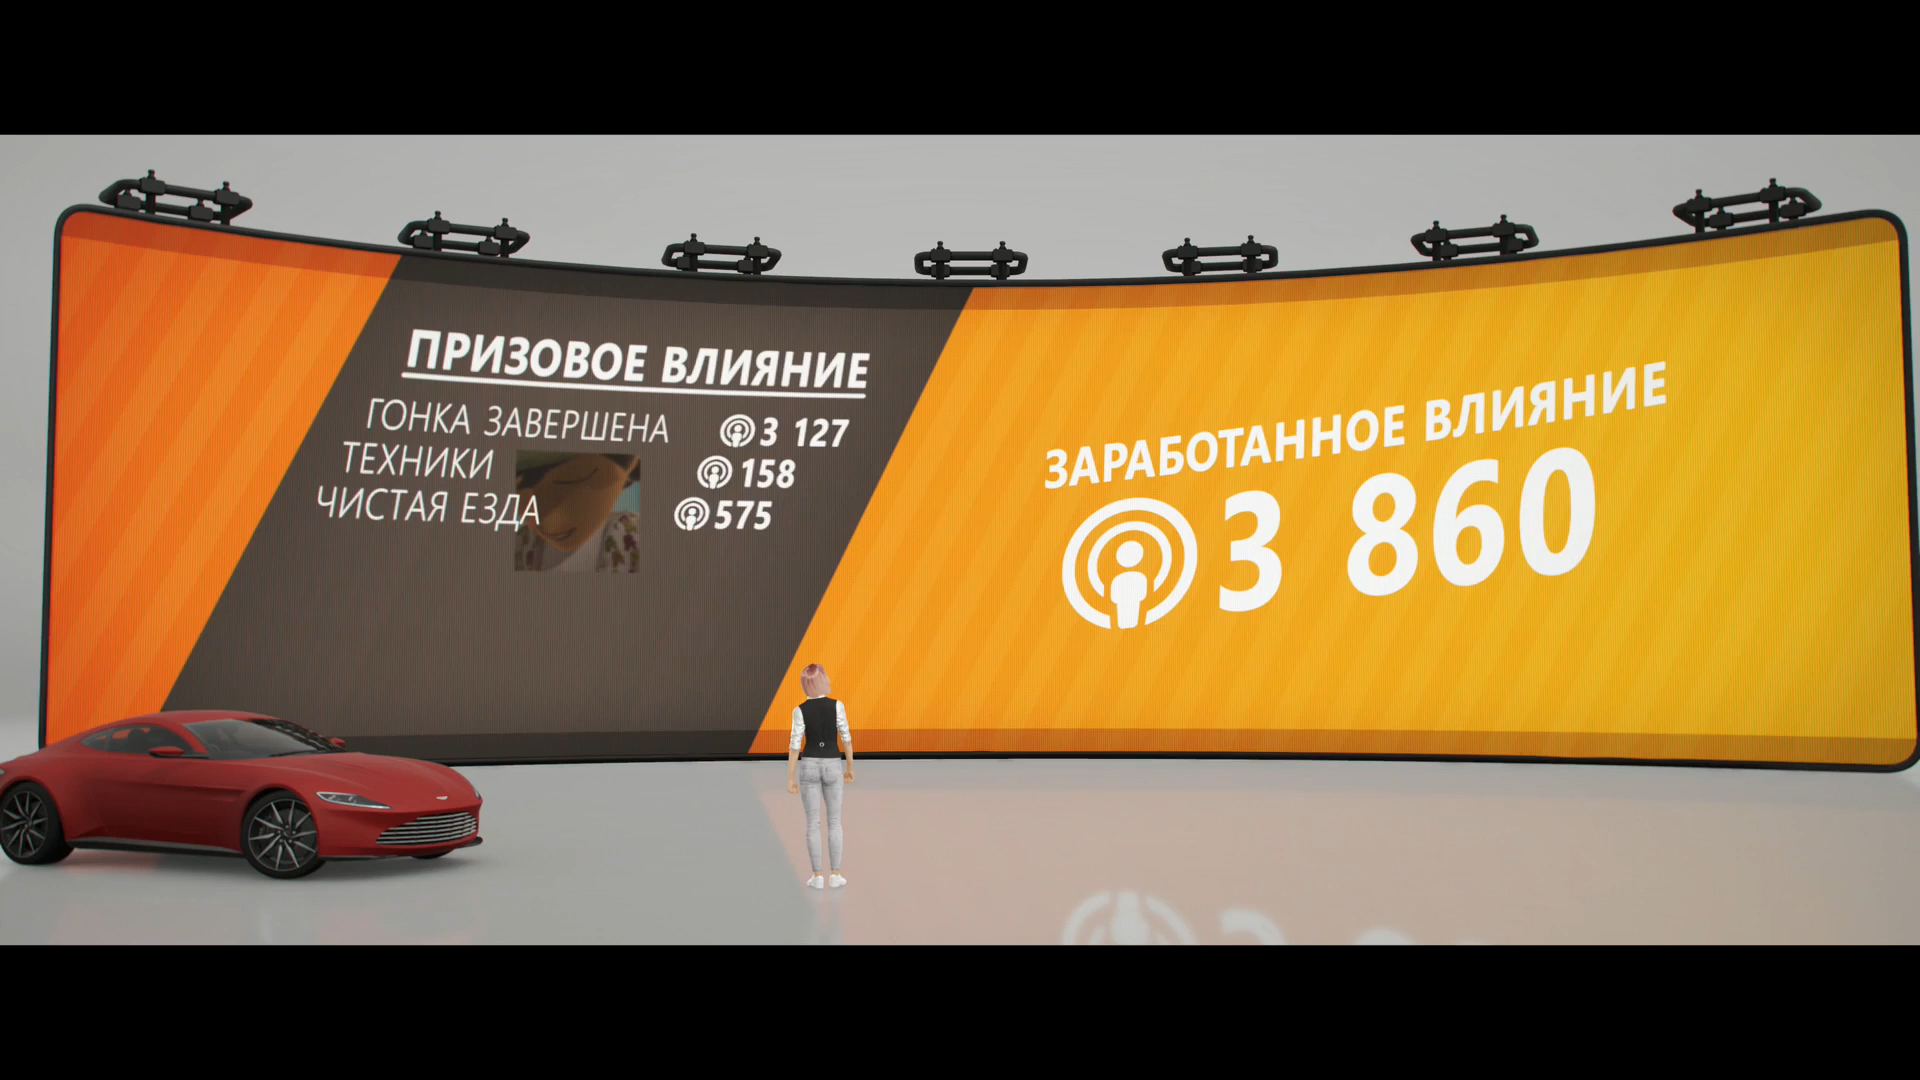 ПРИЗОВОЕ ВЛИЯНИЕ
ГОНКА ЗАВЕРШЕНА 3 127
ТЕХНИКИ 158
ЧИСТАЯ ЕЗДА 575
ЗАРАБОТАННОЕ ВЛИЯНИЕ
3 860